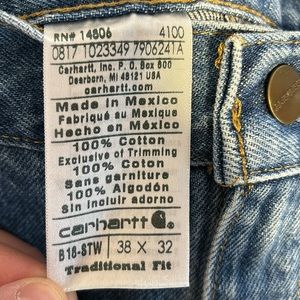 RN# 14806 4100
0817 1023349 7906241A
Carhartt, Inc. P.O. Box 600
Dearborn, MI 48121 USA
carhartt.com
Made in Mexico
Fabriqué au Mexique
Hecho en México
100% Cotton
Exclusive of Trimming
100% Coton
Sans garniture
100% Algodón
Sin incluir adorno
carhartt
B18-STW 38 X 32
Traditional Fit